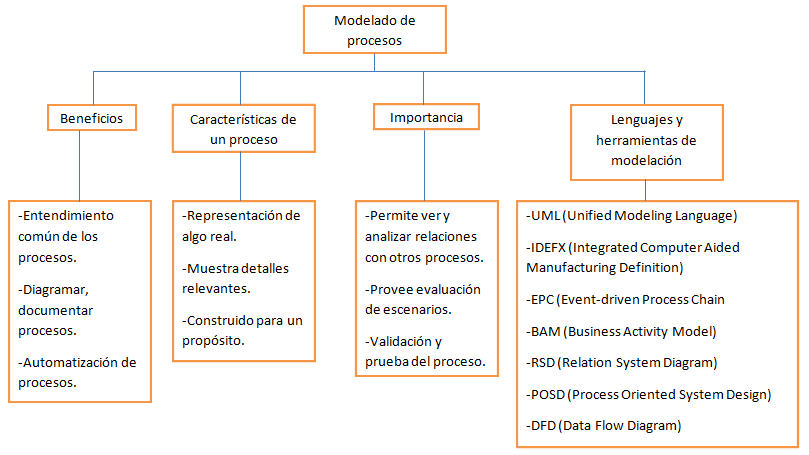 Modelado de
procesos
Beneficios
Características de
un proceso
Importancia
Lenguajes y
herramientas de
modelación
-Entendimiento
común de los
procesos.
-Diagramar,
documentar
procesos.
-Automatización de
procesos.
-Representación de
algo real.
-Muestra detalles
relevantes.
-Construido para un
propósito.
-Permite ver y
analizar relaciones
con otros procesos.
-Provee evaluación
de escenarios.
-Validación y
prueba del proceso.
-UML (Unified Modeling Language)
-IDEFX (Integrated Computer Aided
Manufacturing Definition)
-EPC (Event-driven Process Chain
-BAM (Business Activity Model)
-RSD (Relation System Diagram)
-POSD (Process Oriented System Design)
-DFD (Data Flow Diagram)